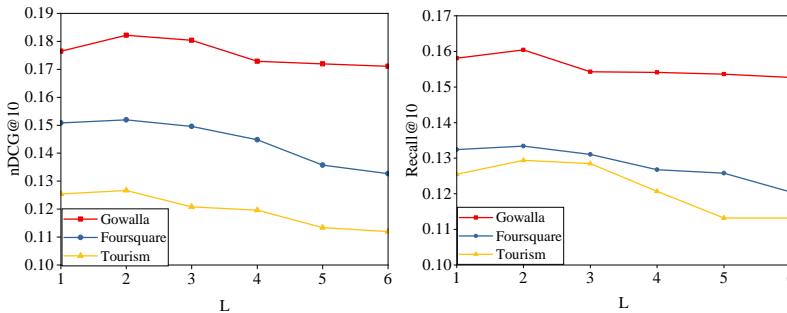 0.19
0.18
0.17
0.16
0.15
0.14
0.13
0.12
0.11
0.10
nDCG@10
Gowalla
Foursquare
Tourism
1 2 3 4 5 6
L
0.17
0.16
0.15
0.14
0.13
0.12
0.11
0.10
Recall@10
Gowalla
Foursquare
Tourism
1 2 3 4 5
L